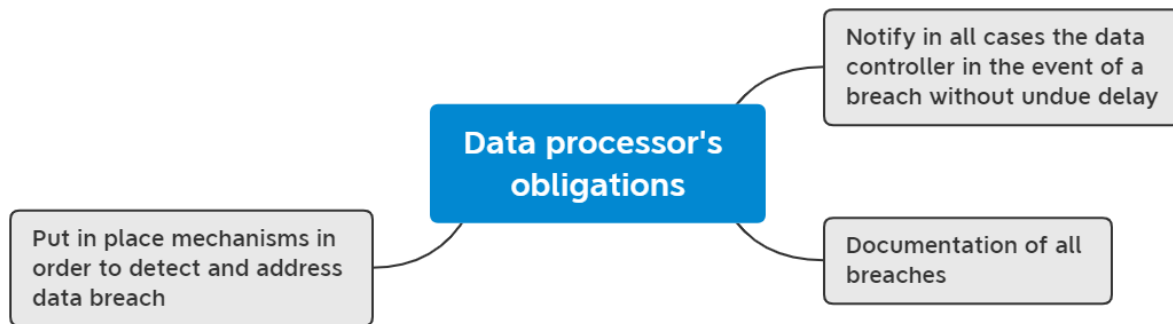 Notify in all cases the data
controller in the event of a
breach without undue delay
Data processor's
obligations
Put in place mechanisms in
order to detect and address
data breach
Documentation of all
breaches